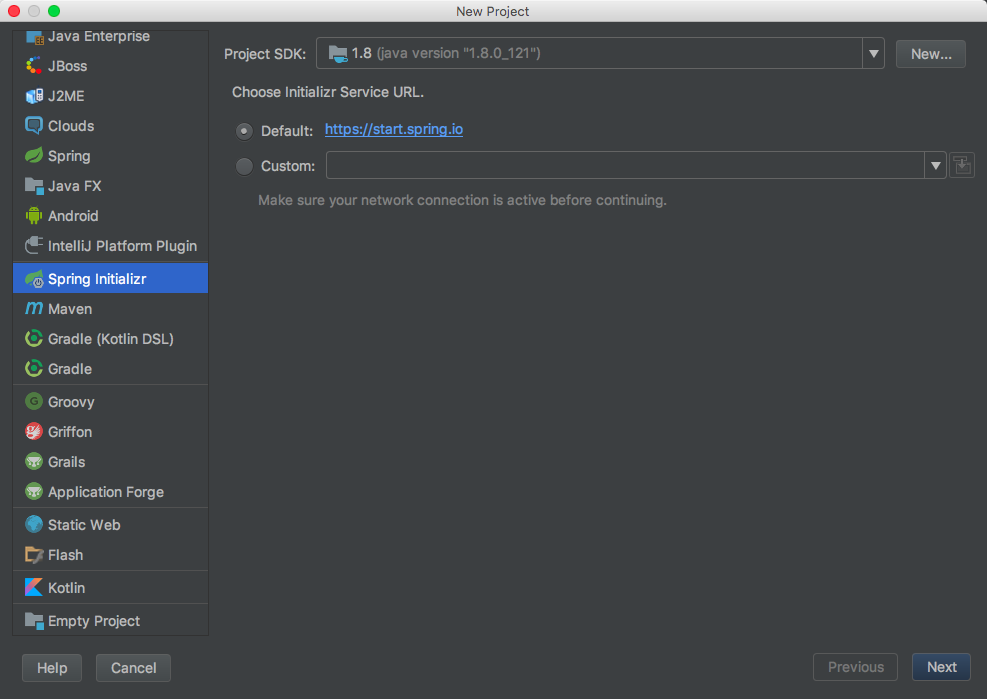 New Project
Java Enterprise
JBoss
J2ME
Clouds
Spring
Java FX
Android
IntelliJ Platform Plugin
Spring Initializr
Maven
Gradle (Kotlin DSL)
Gradle
Groovy
Griffon
Grails
Application Forge
Static Web
Flash
Kotlin
Empty Project
Project SDK: 1.8 (java version "1.8.0_121") New...
Choose Initializr Service URL.
Default: https://start.spring.io
Custom:
Make sure your network connection is active before continuing.
Help Cancel Previous Next